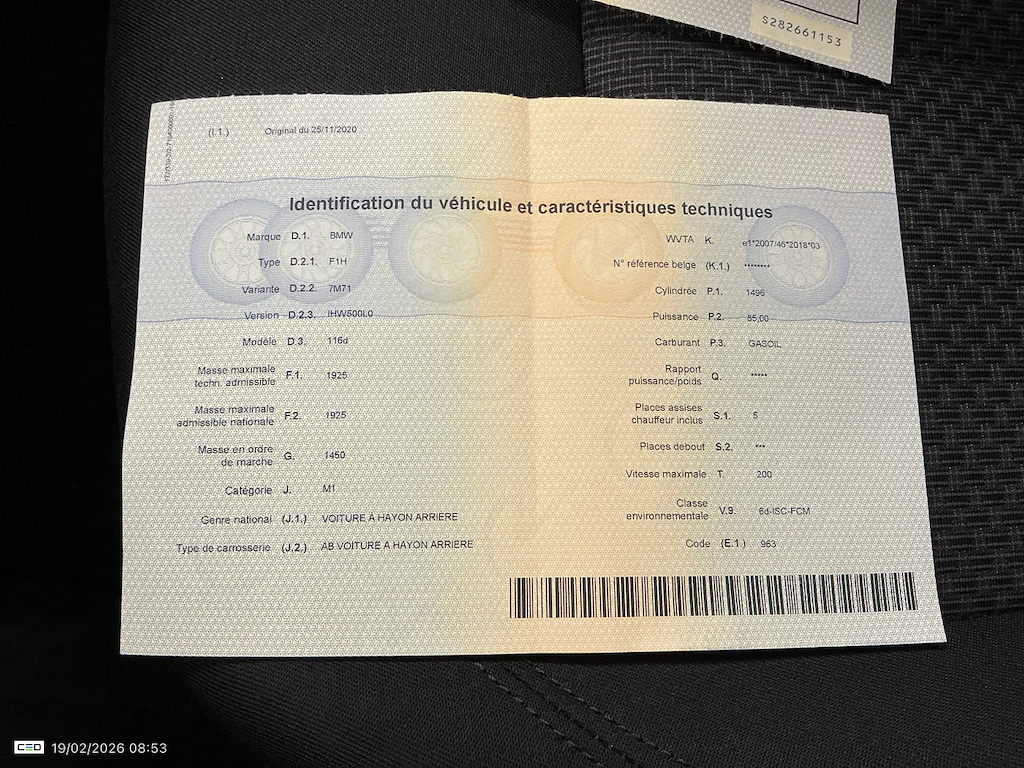 S282661153
(I.1.) Original du 25/11/2020
Identification du véhicule et caractéristiques techniques
Marque D.1. BMW
Type D.2.1. F1H
Variante D.2.2. 7M71
Version D.2.3. IHW500L0
Modèle D.3. 116d
Masse maximale
techn. admissible F.1. 1925
Masse maximale
admissible nationale F.2. 1925
Masse en ordre
de marche G. 1450
Catégorie J. M1
Genre national (J.1.) VOITURE A HAYON ARRIERE
Type de carrosserie (J.2.) AB VOITURE A HAYON ARRIERE
WVTA K. e1*2007/46*2018*03
N° référence belge (K.1.) ********
Cylindrée P.1. 1496
Puissance P.2. 85,00
Carburant P.3. GASOIL
Rapport
puissance/poids Q. *****
Places assises
chauffeur inclus S.1. 5
Places debout S.2. ***
Vitesse maximale T. 200
Classe
environnementale V.9. 6d-ISC-FCM
Code (E.1.) 963
CEO 19/02/2026 08:53